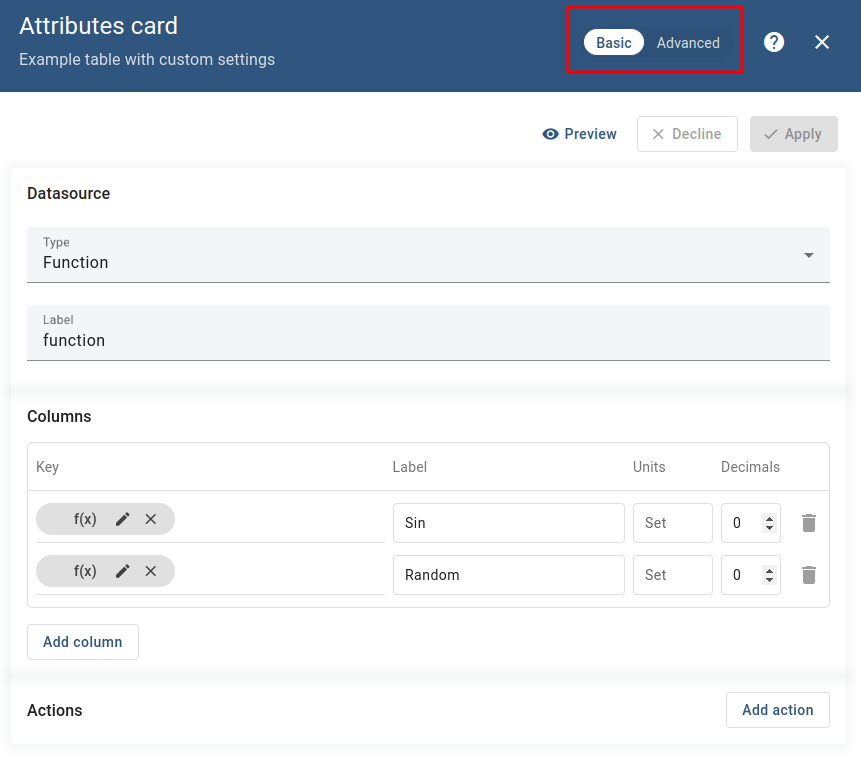 Attributes card
Example table with custom settings
Basic Advanced ?
Preview Decline Apply
Datasource
Type
Function
Label
function
Columns
Key Label Units Decimals
f(x) Sin Set 0
f(x) Random Set 0
Add column
Actions Add action